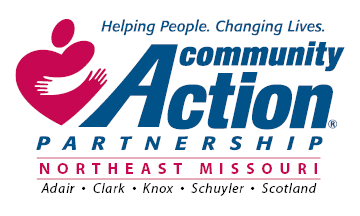 Helping People. Changing Lives.
community
Action®
PARTNERSHIP
NORTHEAST MISSOURI
Adair • Clark • Knox • Schuyler • Scotland